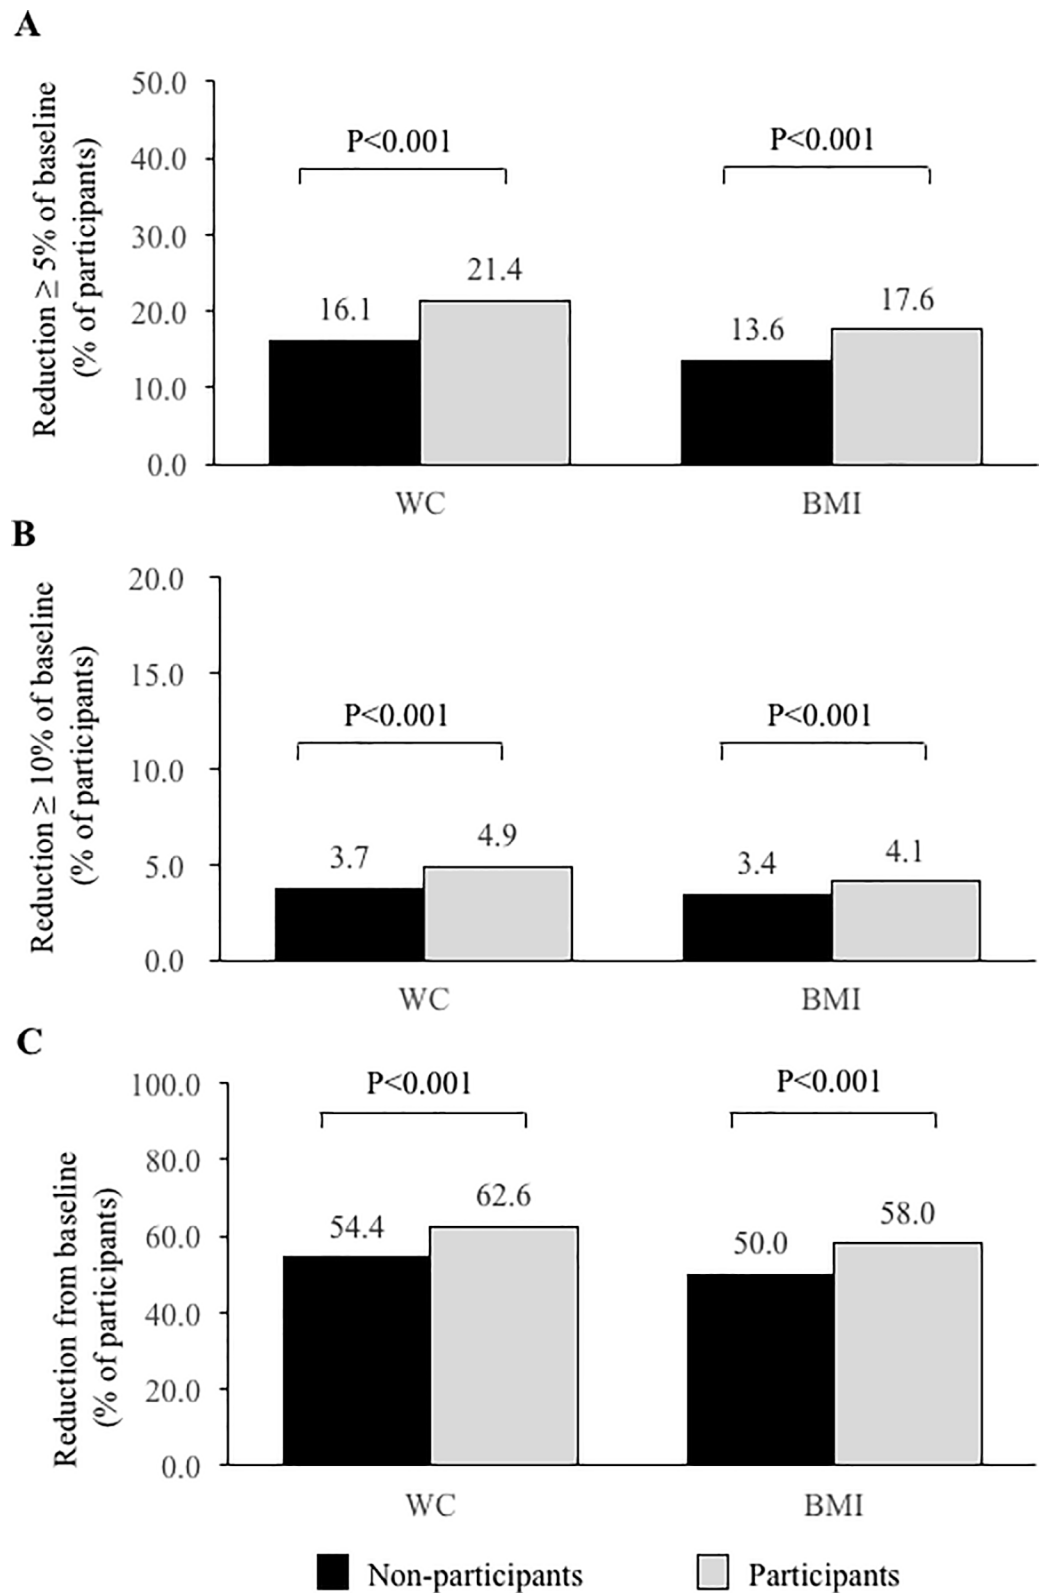 A
Reduction ≥ 5% of baseline
(% of participants)
50.0
40.0
30.0
20.0
10.0
0.0
P<0.001
P<0.001
16.1
21.4
13.6
17.6
WC
BMI
B
Reduction ≥ 10% of baseline
(% of participants)
20.0
15.0
10.0
5.0
0.0
P<0.001
P<0.001
3.7
4.9
3.4
4.1
WC
BMI
C
Reduction from baseline
(% of participants)
100.0
80.0
60.0
40.0
20.0
0.0
P<0.001
P<0.001
54.4
62.6
50.0
58.0
WC
BMI
Non-participants
Participants